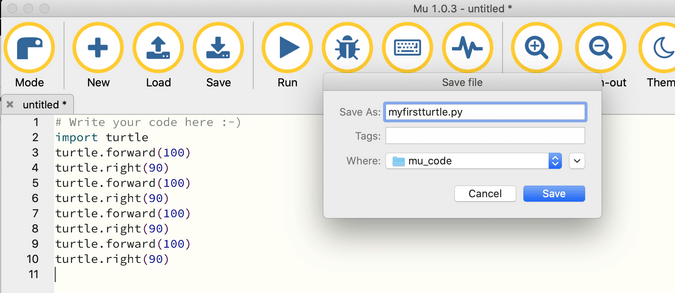 Mu 1.0.3 - untitled *
Mode New Load Save Run -out Them
Save file
untitled *
Save As: myfirstturtle.py
Tags:
Where: mu_code
Cancel Save
1 # Write your code here :-)
2 import turtle
3 turtle.forward(100)
4 turtle.right(90)
5 turtle.forward(100)
6 turtle.right(90)
7 turtle.forward(100)
8 turtle.right(90)
9 turtle.forward(100)
10 turtle.right(90)
11